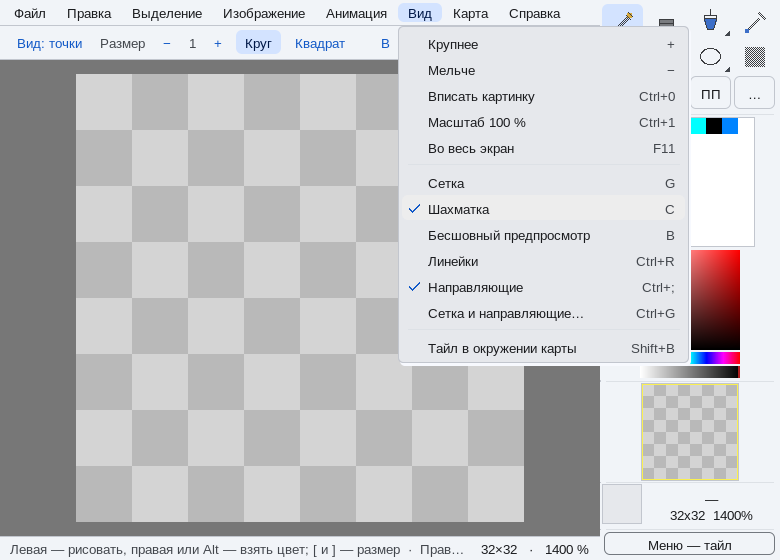 Файл Правка Выделение Изображение Анимация Вид Карта Справка
Вид: точки Размер − 1 + Круг Квадрат В
Крупнее +
Мельче −
Вписать картинку Ctrl+0
Масштаб 100 % Ctrl+1
Во весь экран F11
Сетка G
Шахматка C
Бесшовный предпросмотр B
Линейки Ctrl+R
Направляющие Ctrl+;
Сетка и направляющие… Ctrl+G
Тайл в окружении карты Shift+B
ПП …
—
32x32 1400%
Меню — тайл
Левая — рисовать, правая или Alt — взять цвет; [ и ] — размер · Прав… 32×32 · 1400 %